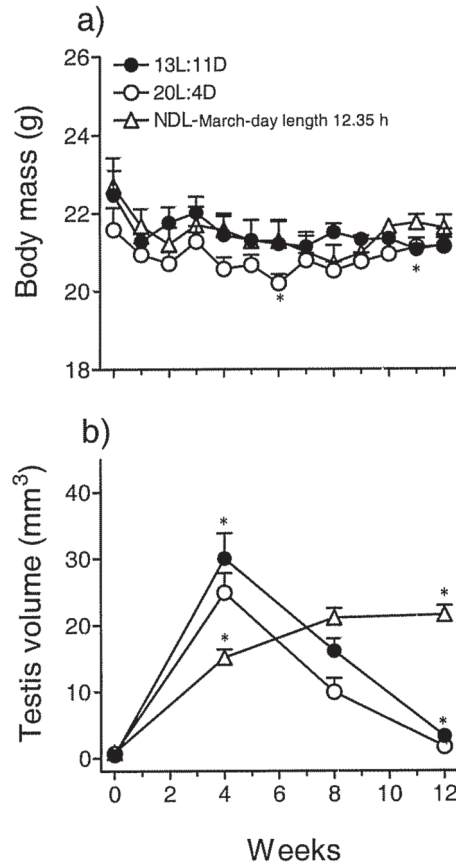 a)
13L:11D
20L:4D
NDL-March-day length 12.35 h
Body mass (g)
26
24
22
20
18
*
*
b)
Testis volume (mm³)
40
30
20
10
0
*
*
*
*
0 2 4 6 8 10 12
Weeks